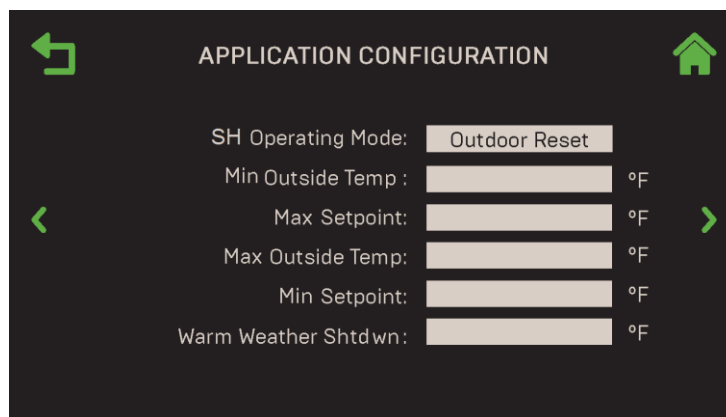 APPLICATION CONFIGURATION
SH Operating Mode: Outdoor Reset
Min Outside Temp : °F
Max Setpoint: °F
Max Outside Temp: °F
Min Setpoint: °F
Warm Weather Shtdwn: °F